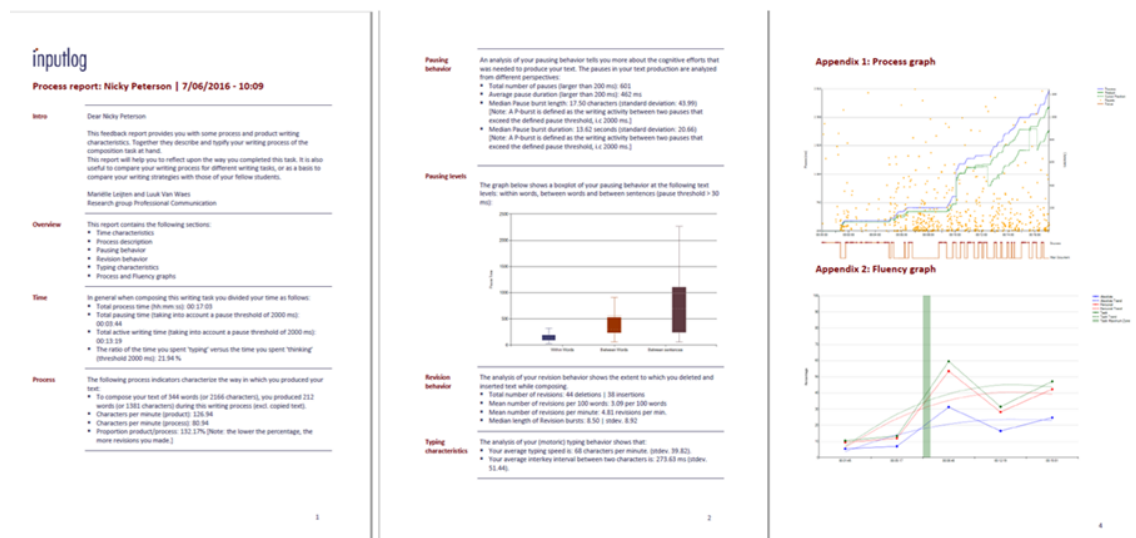 inputlog
Process report: Nicky Peterson | 7/06/2016 - 10:09
Intro
Dear Nicky Peterson
This feedback report provides you with some process and product writing
characteristics. Together they describe and typify your writing process of the
composition task at hand.
This report will help you to reflect upon the way you completed this task. It is also
useful to compare your writing process for different writing tasks, or as a basis to
compare your writing strategies with those of your fellow students.
Mariëlle Leijten and Luuk Van Waes
Research group Professional Communication
Overview
This report contains the following sections:
▪ Time characteristics
▪ Process description
▪ Pausing behavior
▪ Revision behavior
▪ Typing characteristics
▪ Process and Fluency graphs
Time
In general when composing this writing task you divided your time as follows:
▪ Total process time (hh:mm:ss): 00:17:03
▪ Total pausing time (taking into account a pause threshold of 2000 ms):
00:03:44
▪ Total active writing time (taking into account a pause threshold of 2000 ms):
00:13:19
▪ The ratio of the time you spent 'typing' versus the time you spent 'thinking'
(threshold 2000 ms): 21.94 %
Process
The following process indicators characterize the way in which you produced your
text:
▪ To compose your text of 344 words (or 2166 characters), you produced 212
words (or 1381 characters) during this writing process (excl. copied text).
▪ Characters per minute (product): 126.94
▪ Characters per minute (process): 80.94
▪ Proportion product/process: 132.17% [Note: the lower the percentage, the
more revisions you made.]
1
Pausing
behavior
An analysis of your pausing behavior tells you more about the cognitive efforts that
was needed to produce your text. The pauses in your text production are analyzed
from different perspectives:
▪ Total number of pauses (larger than 200 ms): 601
▪ Average pause duration (larger than 200 ms): 462 ms
▪ Median Pause burst length: 17.50 characters (standard deviation: 43.99)
[Note: A P-burst is defined as the writing activity between two pauses that
exceed the defined pause threshold, i.c 2000 ms.]
▪ Median Pause burst duration: 13.62 seconds (standard deviation: 20.66)
[Note: A P-burst is defined as the writing activity between two pauses that
exceed the defined pause threshold, i.c 2000 ms.]
Pausing levels
The graph below shows a boxplot of your pausing behavior at the following text
levels: within words, between words and between sentences (pause threshold > 30
ms):
2500
2000
1500
1000
500
0
Within Words
Between Words
Between sentences
Revision
behavior
The analysis of your revision behavior shows the extent to which you deleted and
inserted text while composing.
▪ Total number of revisions: 44 deletions | 38 insertions
▪ Mean number of revisions per 100 words: 3.09 per 100 words
▪ Mean number of revisions per minute: 4.81 revisions per min.
▪ Median length of Revision bursts: 8.50 | stdev: 8.92
Typing
characteristics
The analysis of your (motoric) typing behavior shows that:
▪ Your average typing speed is: 68 characters per minute. (stdev. 39.82).
▪ Your average interkey interval between two characters is: 273.63 ms (stdev.
51.44).
2
Appendix 1: Process graph
Appendix 2: Fluency graph
Percentage
4